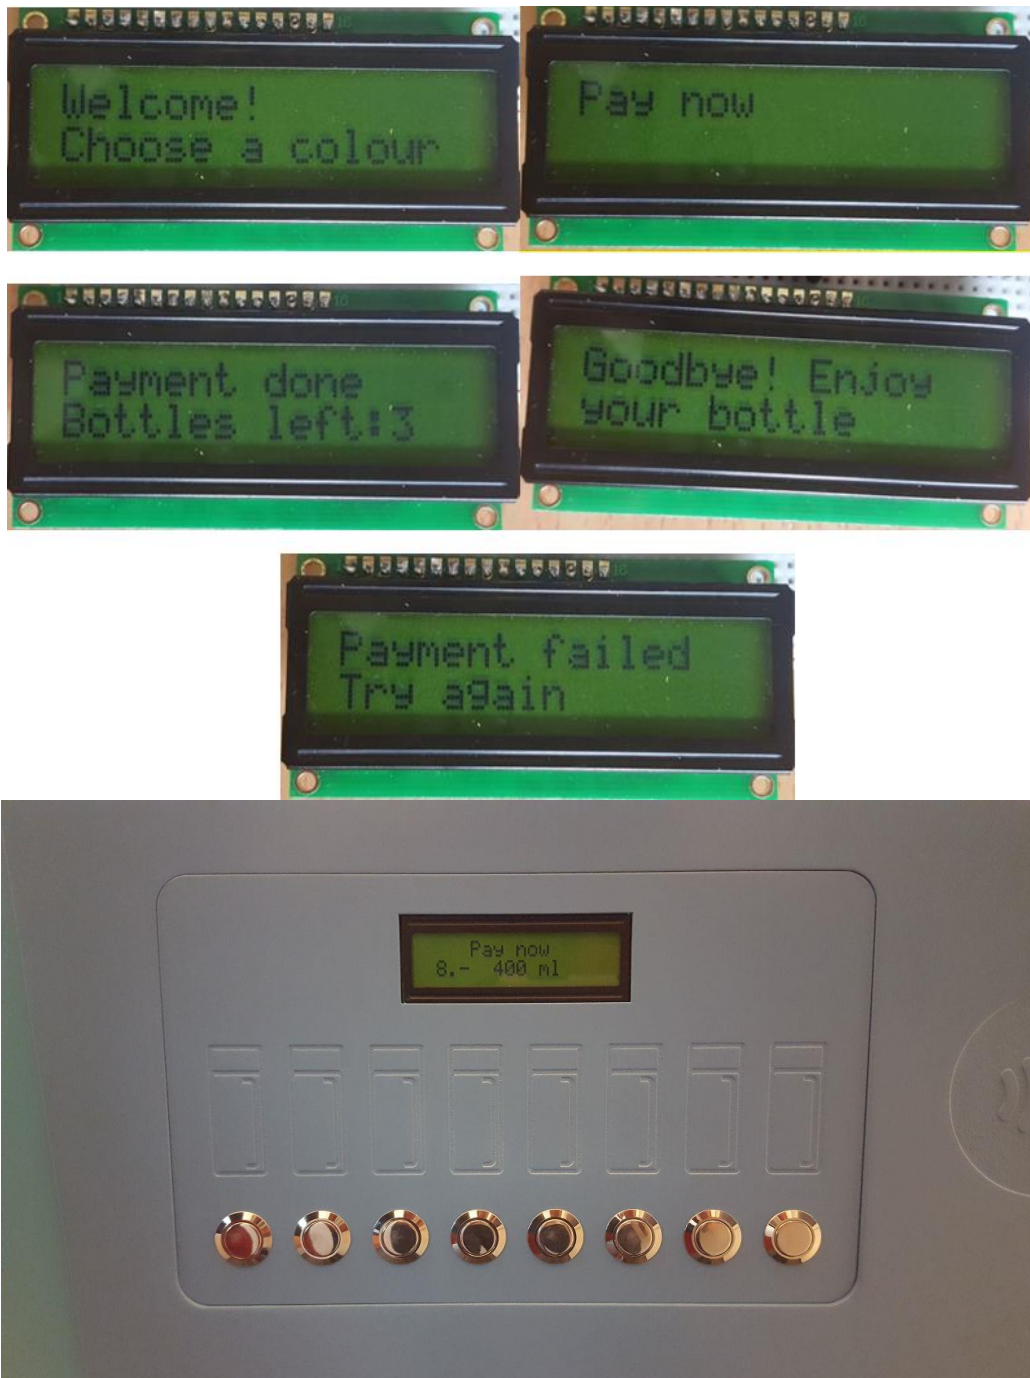 Welcome!
Choose a colour
Pay now
Payment done
Bottles left:3
Goodbye! Enjoy
your bottle
Payment failed
Try again
Pay now
8.- 400 ml